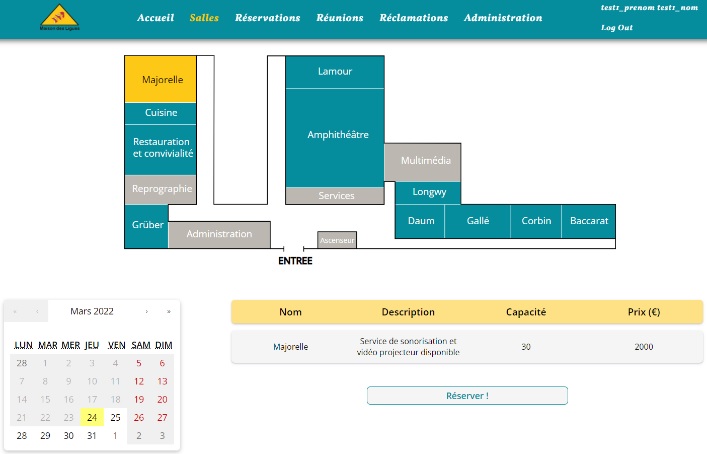 Maison des Ligues
Accueil Salles Réservations Réunions Réclamations Administration
test1_prenom test1_nom
Log Out
Majorelle
Cuisine
Restauration
et convivialité
Reprographie
Grüber
Administration
Lamour
Amphithéâtre
Services
Ascenseur
Multimédia
Longwy
Daum Gallé Corbin Baccarat
ENTREE
« ‹ Mars 2022 › »
LUN MAR MER JEU VEN SAM DIM
28 1 2 3 4 5 6
7 8 9 10 11 12 13
14 15 16 17 18 19 20
21 22 23 24 25 26 27
28 29 30 31 1 2 3
Nom Description Capacité Prix (€)
Majorelle Service de sonorisation et
vidéo projecteur disponible 30 2000
Réserver !